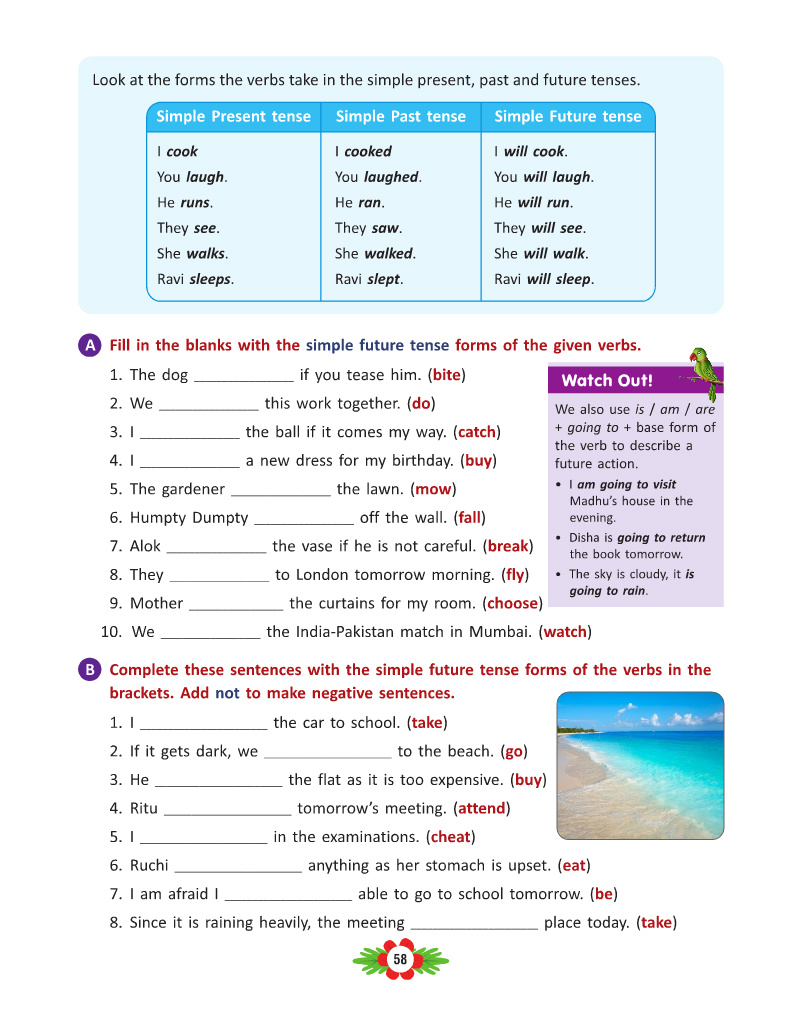 Look at the forms the verbs take in the simple present, past and future tenses.
Simple Present tense Simple Past tense Simple Future tense
I cook I cooked I will cook.
You laugh. You laughed. You will laugh.
He runs. He ran. He will run.
They see. They saw. They will see.
She walks. She walked. She will walk.
Ravi sleeps. Ravi slept. Ravi will sleep.
A Fill in the blanks with the simple future tense forms of the given verbs.
1. The dog ____________ if you tease him. (bite)
2. We ____________ this work together. (do)
3. I ____________ the ball if it comes my way. (catch)
4. I ____________ a new dress for my birthday. (buy)
5. The gardener ____________ the lawn. (mow)
6. Humpty Dumpty ____________ off the wall. (fall)
7. Alok ____________ the vase if he is not careful. (break)
8. They ____________ to London tomorrow morning. (fly)
9. Mother ____________ the curtains for my room. (choose)
10. We ____________ the India-Pakistan match in Mumbai. (watch)
Watch Out!
We also use is / am / are
+ going to + base form of
the verb to describe a
future action.
• I am going to visit
Madhu's house in the
evening.
• Disha is going to return
the book tomorrow.
• The sky is cloudy, it is
going to rain.
B Complete these sentences with the simple future tense forms of the verbs in the
brackets. Add not to make negative sentences.
1. I _______________ the car to school. (take)
2. If it gets dark, we _______________ to the beach. (go)
3. He _______________ the flat as it is too expensive. (buy)
4. Ritu _______________ tomorrow's meeting. (attend)
5. I _______________ in the examinations. (cheat)
6. Ruchi _______________ anything as her stomach is upset. (eat)
7. I am afraid I _______________ able to go to school tomorrow. (be)
8. Since it is raining heavily, the meeting _______________ place today. (take)
58